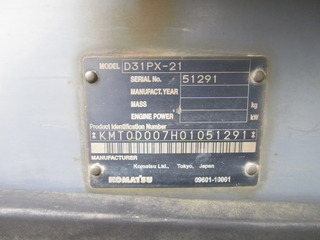 MODEL D31PX-21
SERIAL No. 51291
MANUFACT. YEAR
MASS kg
ENGINE POWER kW
Product Identification Number
*KMT0D007H01051291*
MANUFACTURER
Komatsu Ltd., Tokyo, Japan
KOMATSU 09601-10001